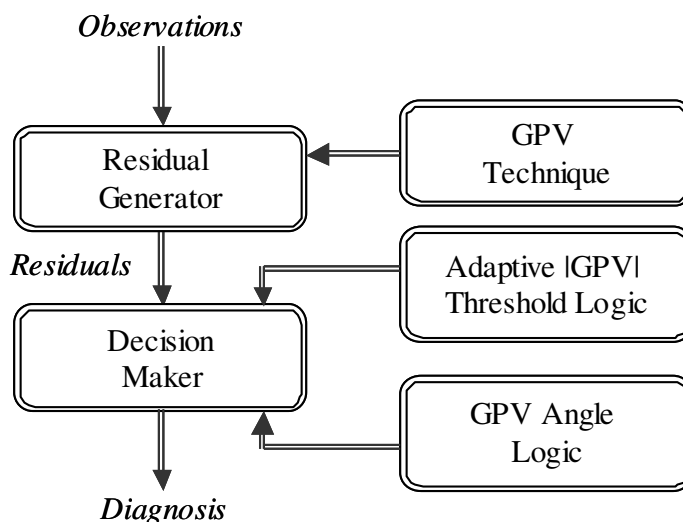 Observations
Residual
Generator
GPV
Technique
Residuals
Adaptive |GPV|
Threshold Logic
Decision
Maker
GPV Angle
Logic
Diagnosis